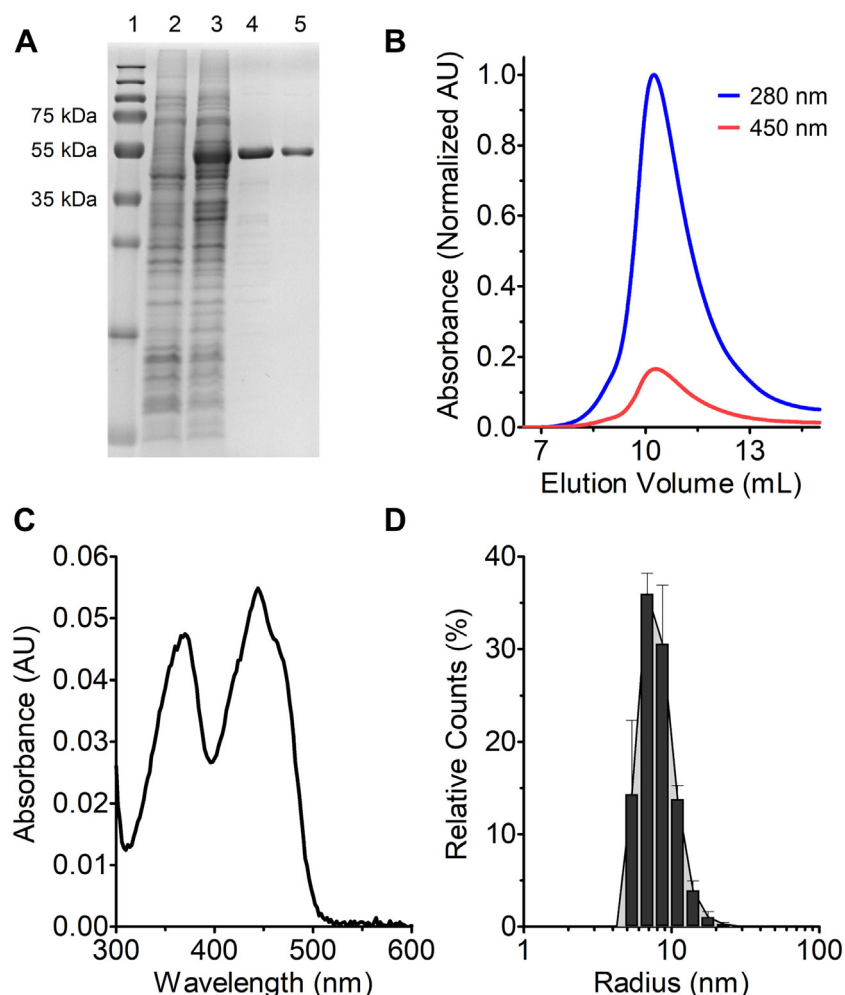 A
1 2 3 4 5
75 kDa
55 kDa
35 kDa
B
Absorbance (Normalized AU)
1.0
0.8
0.6
0.4
0.2
0.0
280 nm
450 nm
7 10 13
Elution Volume (mL)
C
Absorbance (AU)
0.06
0.05
0.04
0.03
0.02
0.01
0.00
300 400 500 600
Wavelength (nm)
D
Relative Counts (%)
40
30
20
10
0
1 10 100
Radius (nm)